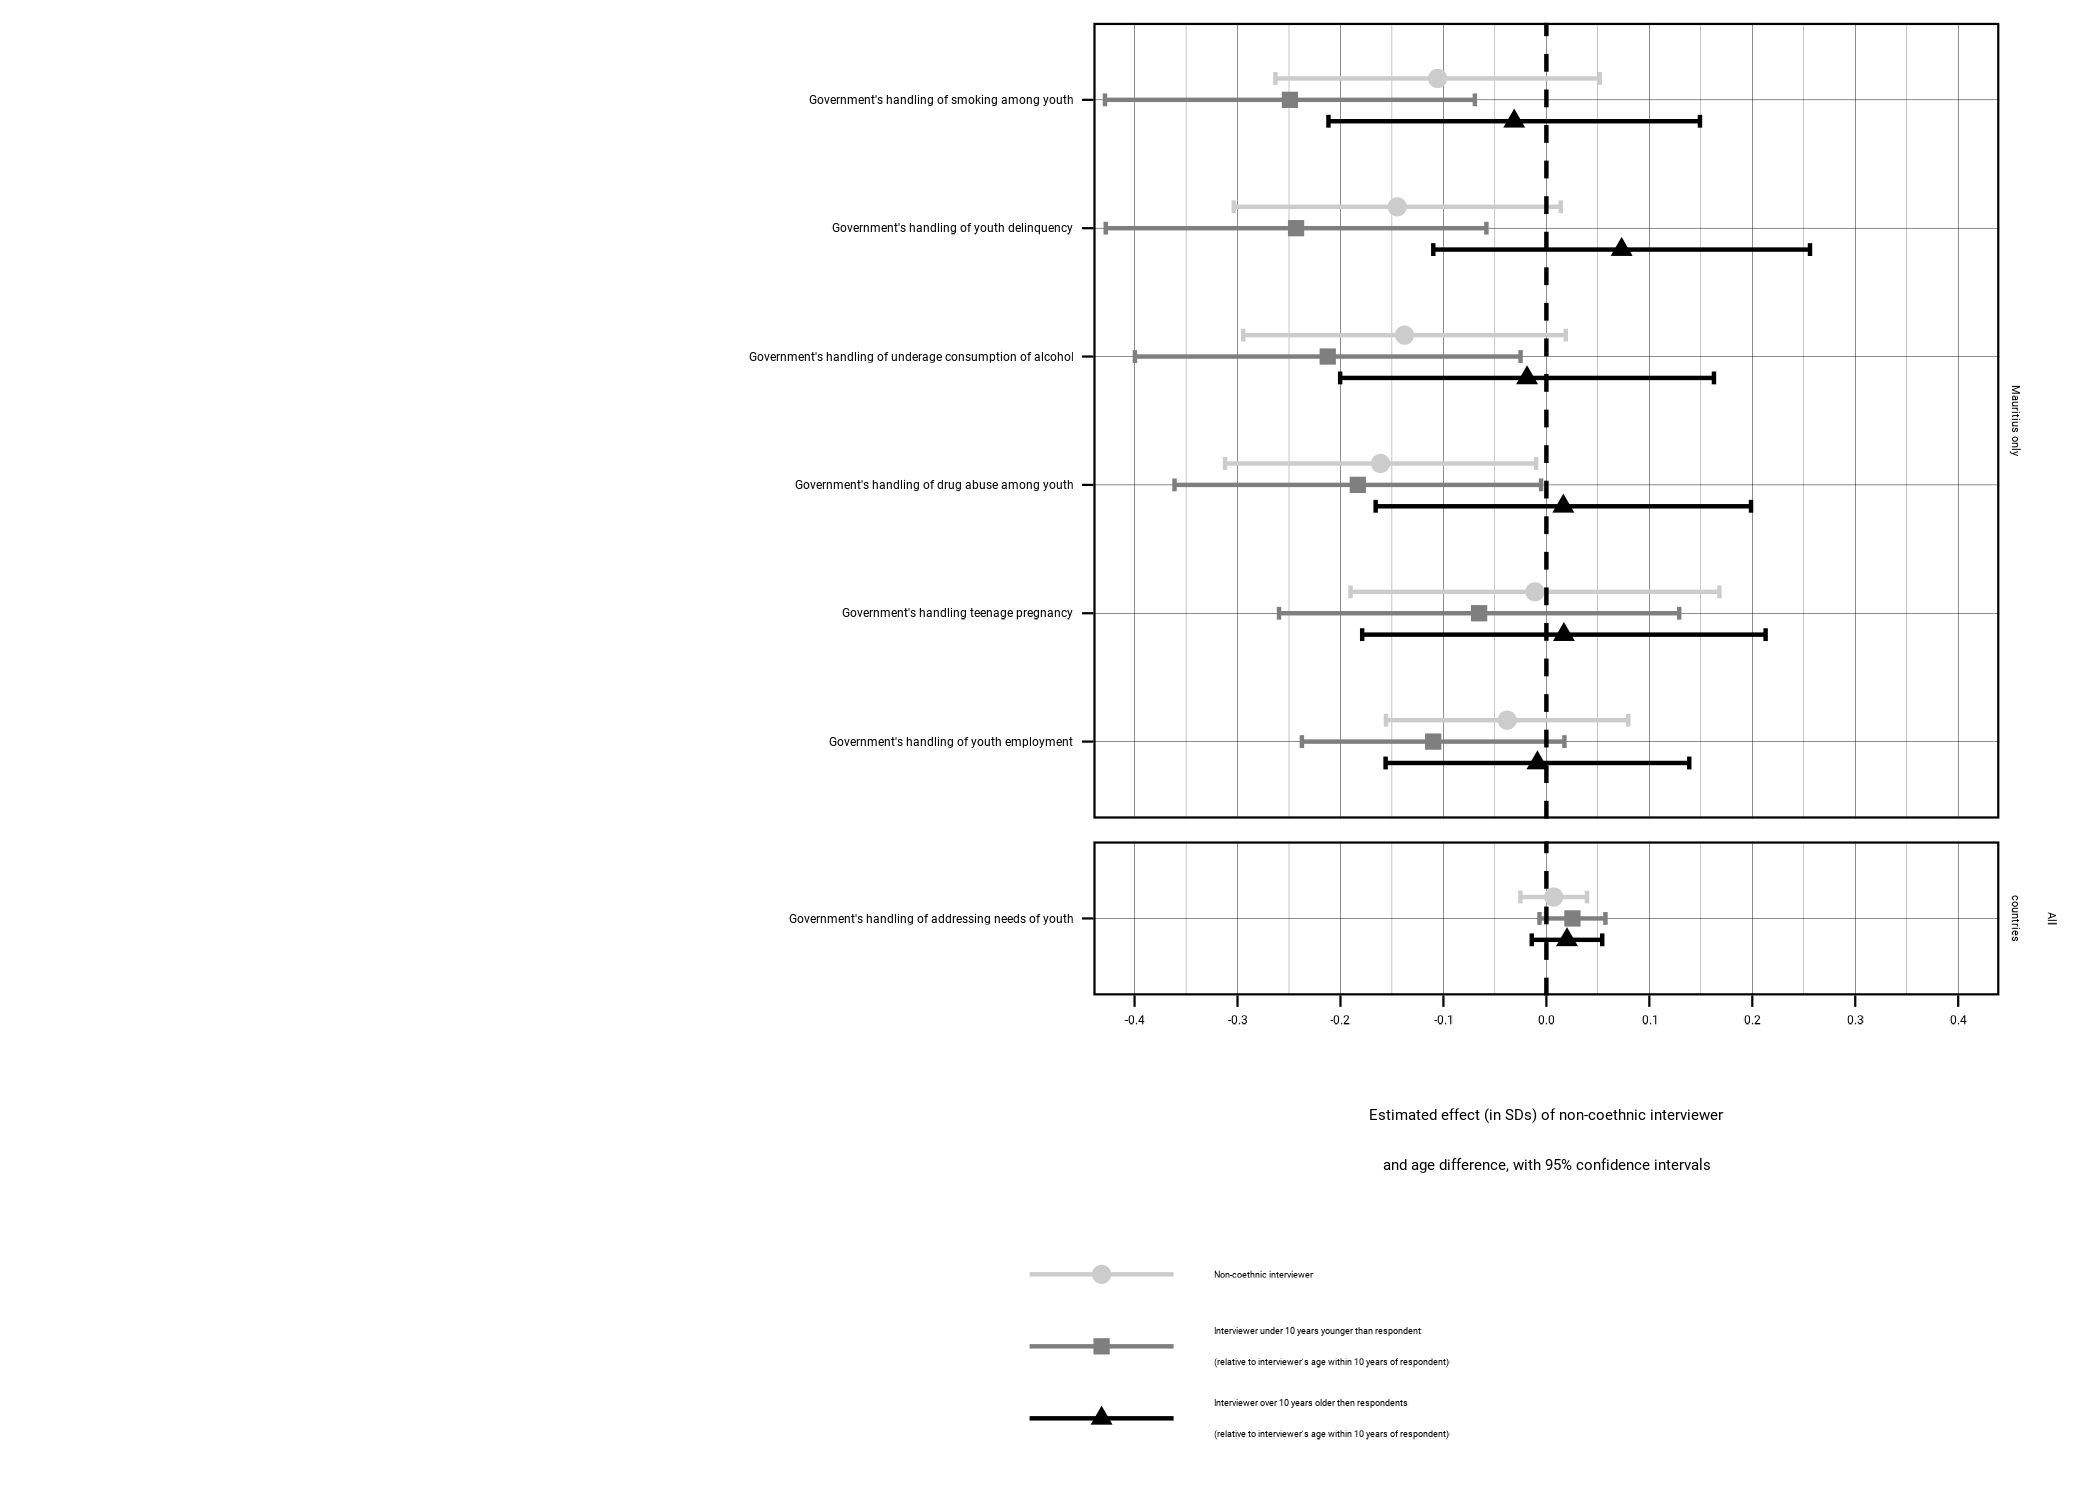 Government's handling of smoking among youth
Government's handling of youth delinquency
Government's handling of underage consumption of alcohol
Government's handling of drug abuse among youth
Government's handling teenage pregnancy
Government's handling of youth employment
Mauritius only
Government's handling of addressing needs of youth
All
countries
-0.4 -0.3 -0.2 -0.1 0.0 0.1 0.2 0.3 0.4
Estimated effect (in SDs) of non-coethnic interviewer
and age difference, with 95% confidence intervals
Non-coethnic interviewer
Interviewer under 10 years younger than respondent
(relative to interviewer's age within 10 years of respondent)
Interviewer over 10 years older then respondents
(relative to interviewer's age within 10 years of respondent)